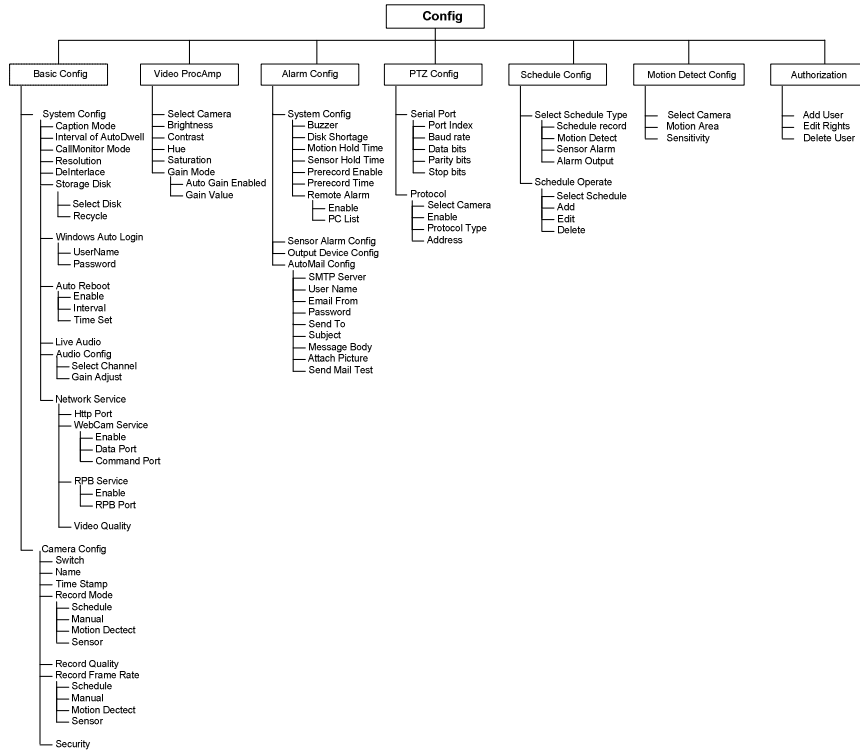 Config
Basic Config
Video ProcAmp
Alarm Config
PTZ Config
Schedule Config
Motion Detect Config
Authorization
System Config
Caption Mode
Interval of AutoDwell
CallMonitor Mode
Resolution
DeInterlace
Storage Disk
Select Disk
Recycle
Windows Auto Login
UserName
Password
Auto Reboot
Enable
Interval
Time Set
Live Audio
Audio Config
Select Channel
Gain Adjust
Network Service
Http Port
WebCam Service
Enable
Data Port
Command Port
RPB Service
Enable
RPB Port
Video Quality
Camera Config
Switch
Name
Time Stamp
Record Mode
Schedule
Manual
Motion Dectect
Sensor
Record Quality
Record Frame Rate
Schedule
Manual
Motion Dectect
Sensor
Security
Select Camera
Brightness
Contrast
Hue
Saturation
Gain Mode
Auto Gain Enabled
Gain Value
System Config
Buzzer
Disk Shortage
Motion Hold Time
Sensor Hold Time
Prerecord Enable
Prerecord Time
Remote Alarm
Enable
PC List
Sensor Alarm Config
Output Device Config
AutoMail Config
SMTP Server
User Name
Email From
Password
Send To
Subject
Message Body
Attach Picture
Send Mail Test
Serial Port
Port Index
Baud rate
Data bits
Parity bits
Stop bits
Protocol
Select Camera
Enable
Protocol Type
Address
Select Schedule Type
Schedule record
Motion Detect
Sensor Alarm
Alarm Output
Schedule Operate
Select Schedule
Add
Edit
Delete
Select Camera
Motion Area
Sensitivity
Add User
Edit Rights
Delete User